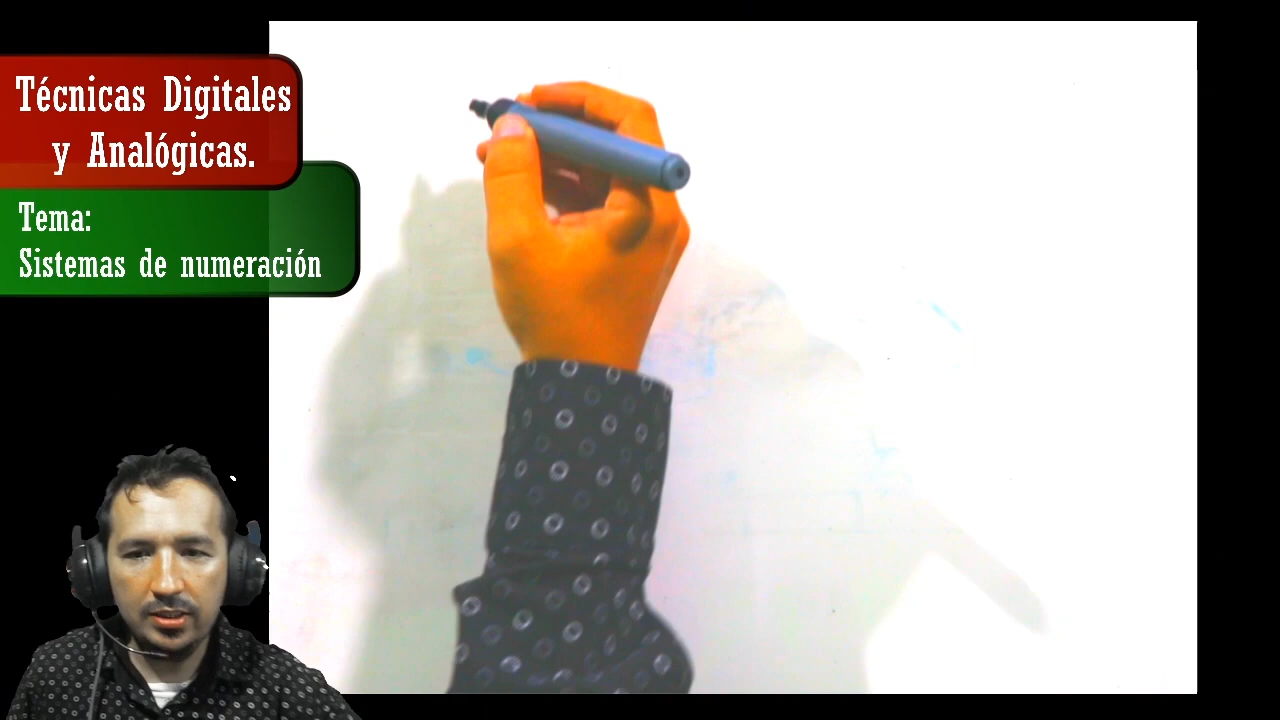 Técnicas Digitales
y Analógicas.
Tema:
Sistemas de numeración